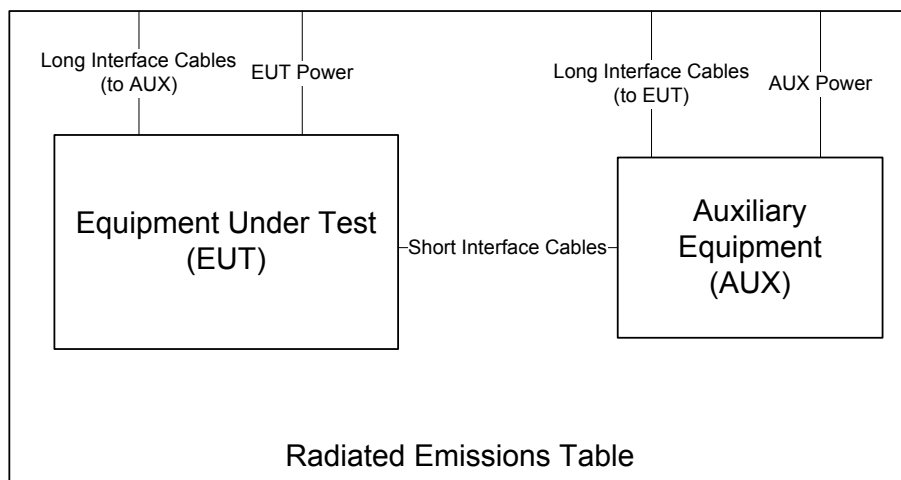 Long Interface Cables
(to AUX)
EUT Power
Long Interface Cables
(to EUT)
AUX Power
Equipment Under Test
(EUT)
Short Interface Cables
Auxiliary
Equipment
(AUX)
Radiated Emissions Table